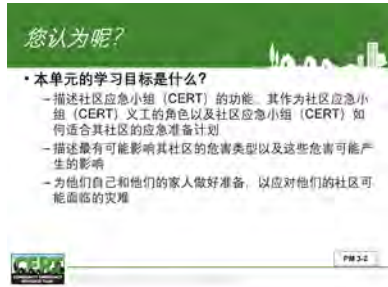 您认为呢?
• 本单元的学习目标是什么?
– 描述社区应急小组（CERT）的功能、其作为社区应急小
组（CERT）义工的角色以及社区应急小组（CERT）如
何适合其社区的应急准备计划
– 描述最有可能影响其社区的危害类型以及这些危害可能产
生的影响
– 为他们自己和他们的家人做好准备，以应对他们的社区可
能面临的灾难
CERT
PM 3-2